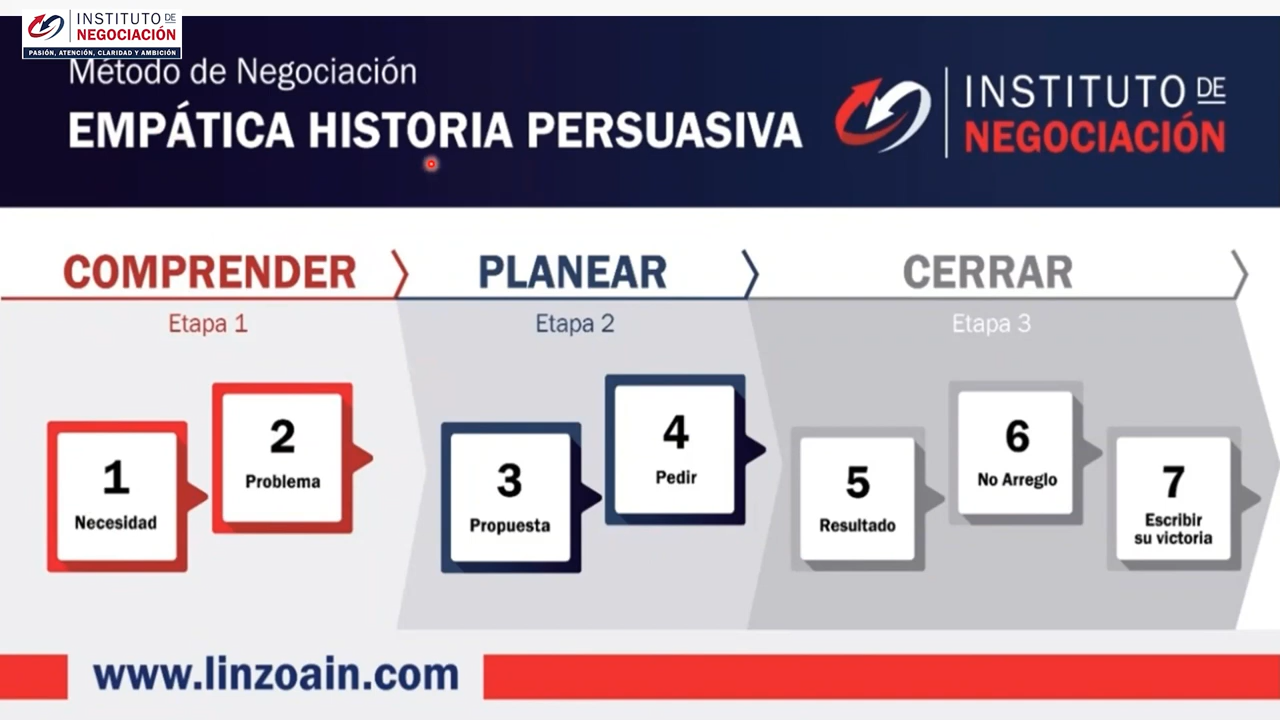 INSTITUTO DE
NEGOCIACIÓN
PASIÓN, ATENCIÓN, CLARIDAD Y AMBICIÓN
Método de Negociación
EMPÁTICA HISTORIA PERSUASIVA
INSTITUTO DE
NEGOCIACIÓN
COMPRENDER
PLANEAR
CERRAR
Etapa 1
Etapa 2
Etapa 3
1
Necesidad
2
Problema
3
Propuesta
4
Pedir
5
Resultado
6
No Arreglo
7
Escribir
su victoria
www.linzoain.com